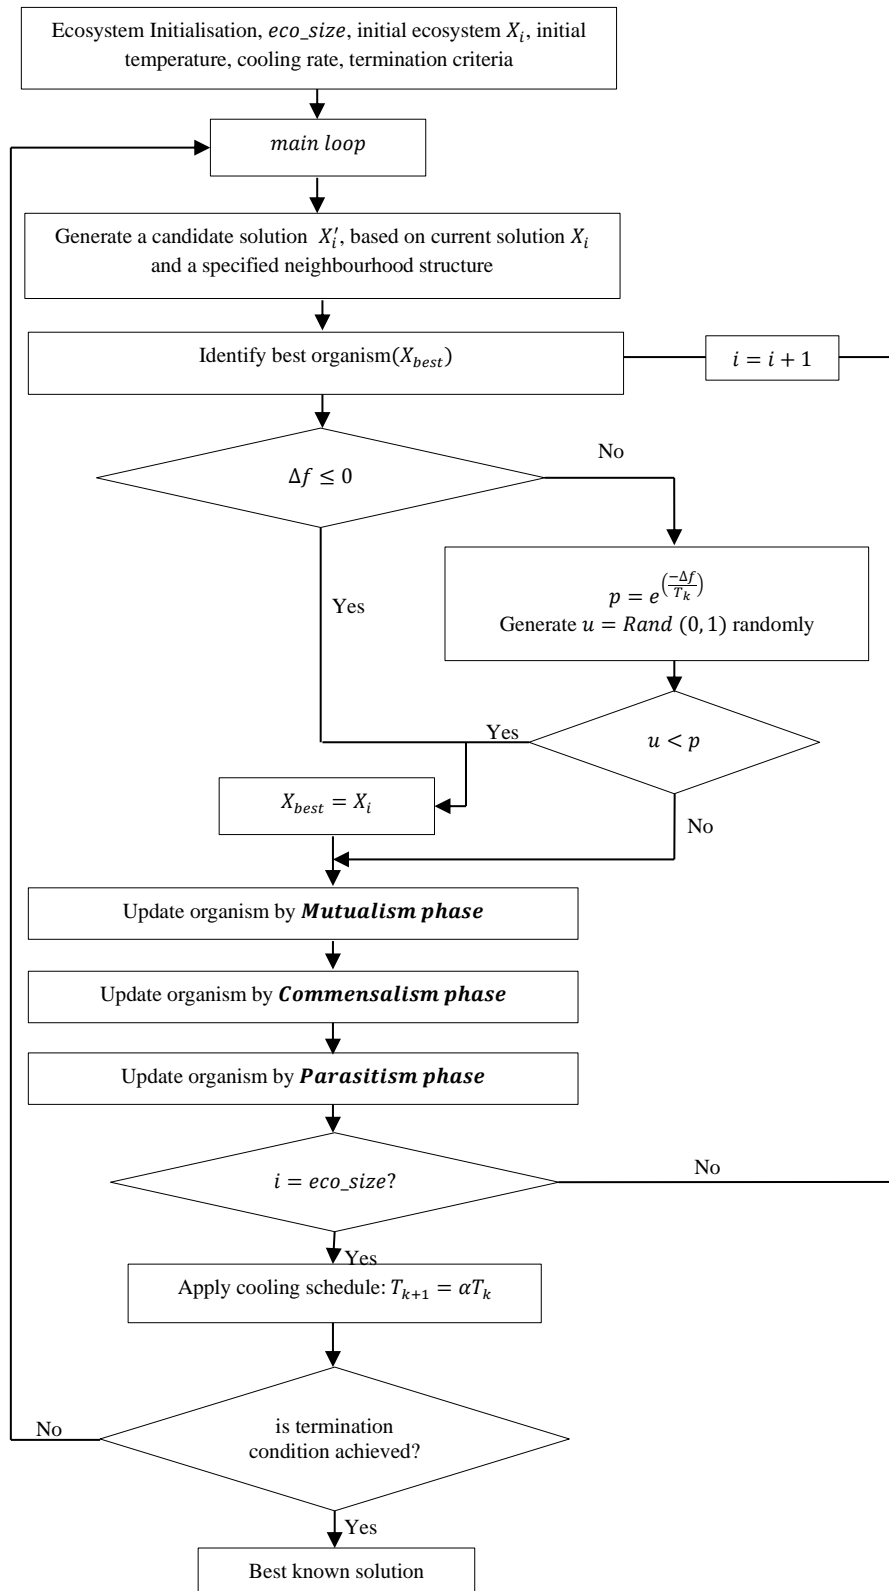 Ecosystem Initialisation, eco_size, initial ecosystem X_i, initial
temperature, cooling rate, termination criteria
main loop
Generate a candidate solution X_i′, based on current solution X_i
and a specified neighbourhood structure
Identify best organism(X_best)
i = i + 1
Δf ≤ 0
No
p = e^(−Δf/T_k)
Generate u = Rand (0, 1) randomly
Yes
Yes
u < p
X_best = X_i
No
Update organism by Mutualism phase
Update organism by Commensalism phase
Update organism by Parasitism phase
i = eco_size?
No
Yes
Apply cooling schedule: T_{k+1} = αT_k
No
is termination
condition achieved?
Yes
Best known solution